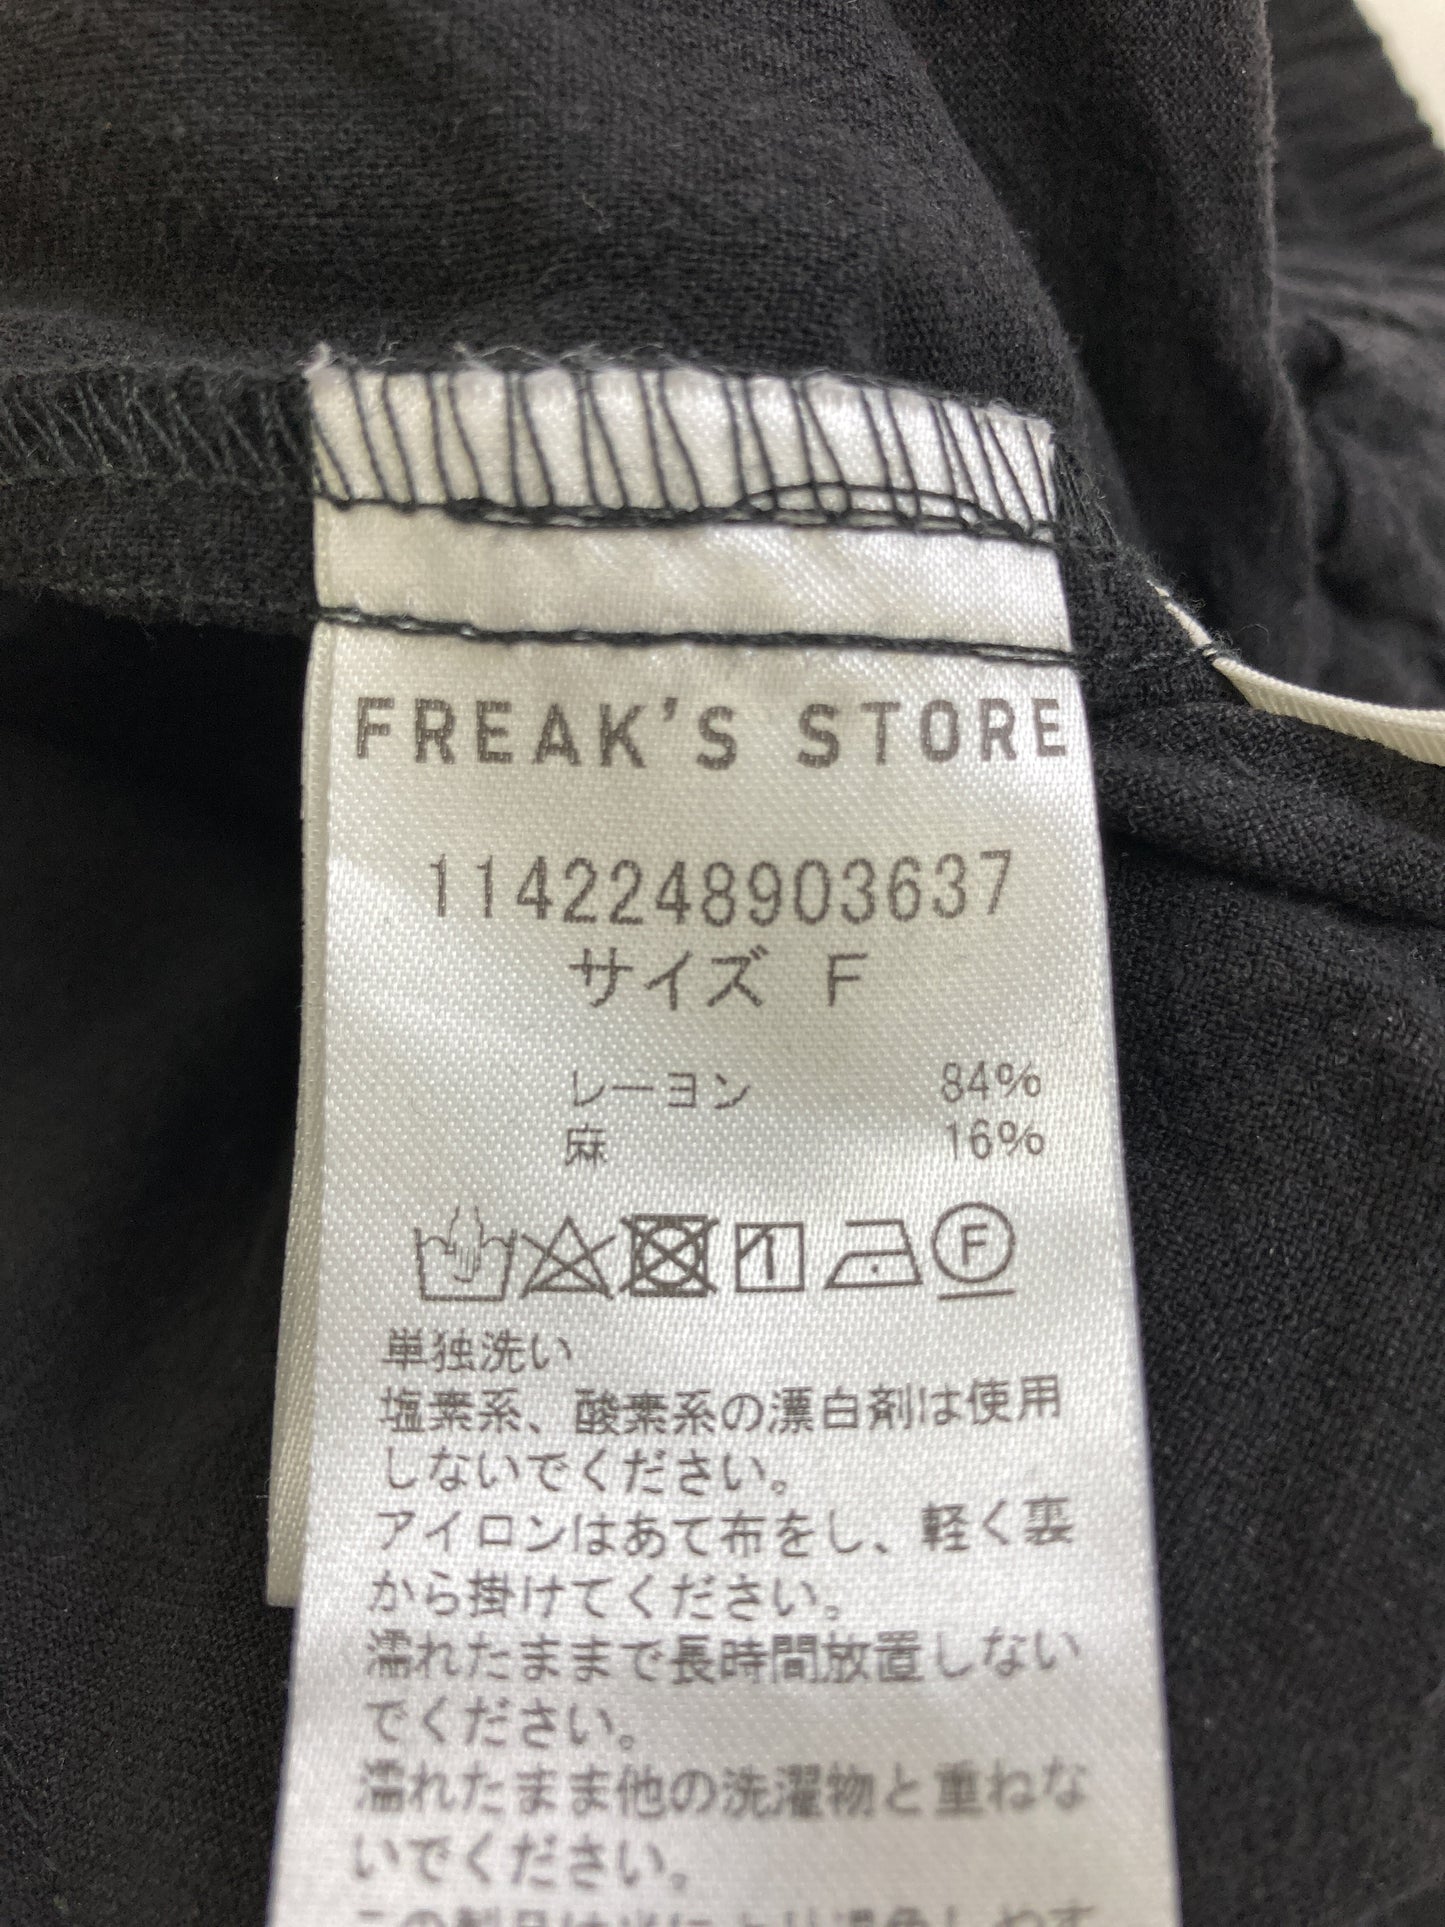 FREAK'S STORE
1142248903637
サイズ F
レーヨン 84%
麻 16%
F
単独洗い
塩素系、酸素系の漂白剤は使用
しないでください。
アイロンはあて布をし、軽く裏
から掛けてください。
濡れたままで長時間放置しない
でください。
濡れたまま他の洗濯物と重ねな
いでください。